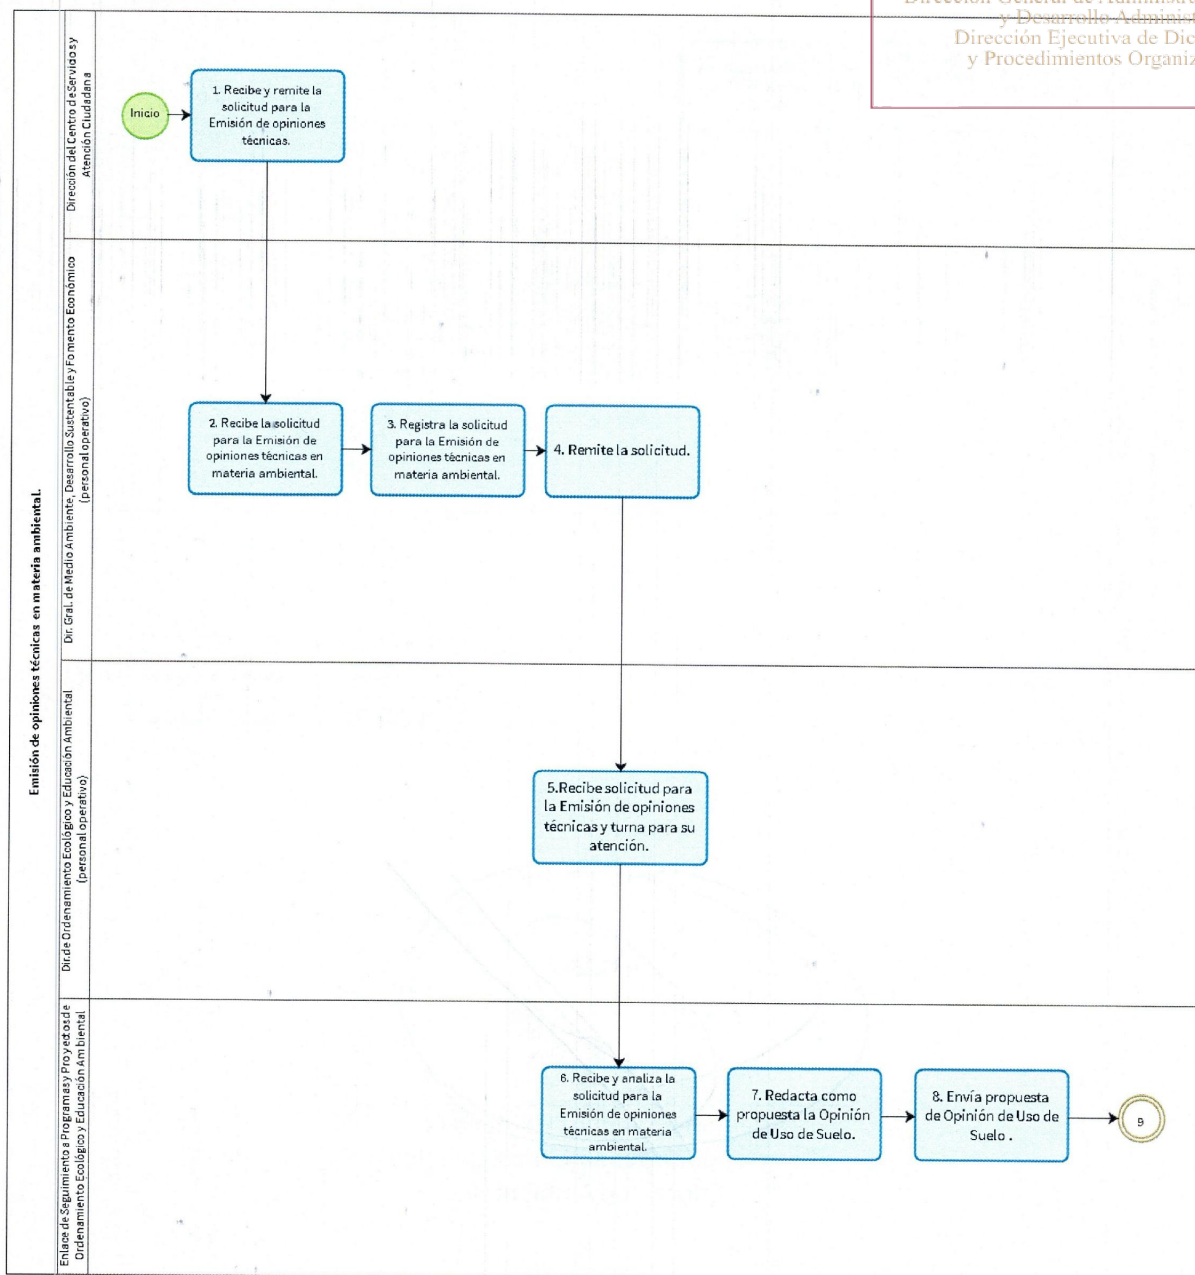 Dirección General de Administ
y Desarrollo Administ
Dirección Ejecutiva de Dic
y Procedimientos Organiz
Emisión de opiniones técnicas en materia ambiental.
Dirección del Centro de Servicios y
Atención Ciudadana
Inicio
1. Recibe y remite la
solicitud para la
Emisión de opiniones
técnicas.
Dir. Gral. de Medio Ambiente, Desarrollo Sustentable y Fomento Económico
(personal operativo)
2. Recibe la solicitud
para la Emisión de
opiniones técnicas en
materia ambiental.
3. Registra la solicitud
para la Emisión de
opiniones técnicas en
materia ambiental.
4. Remite la solicitud.
Dir.de Ordenamiento Ecológico y Educación Ambiental
(personal operativo)
5.Recibe solicitud para
la Emisión de opiniones
técnicas y turna para su
atención.
Enlace de Seguimiento a Programas y Proyectos de
Ordenamiento Ecológico y Educación Ambiental
6. Recibe y analiza la
solicitud para la
Emisión de opiniones
técnicas en materia
ambiental.
7. Redacta como
propuesta la Opinión
de Uso de Suelo.
8. Envía propuesta
de Opinión de Uso de
Suelo .
9